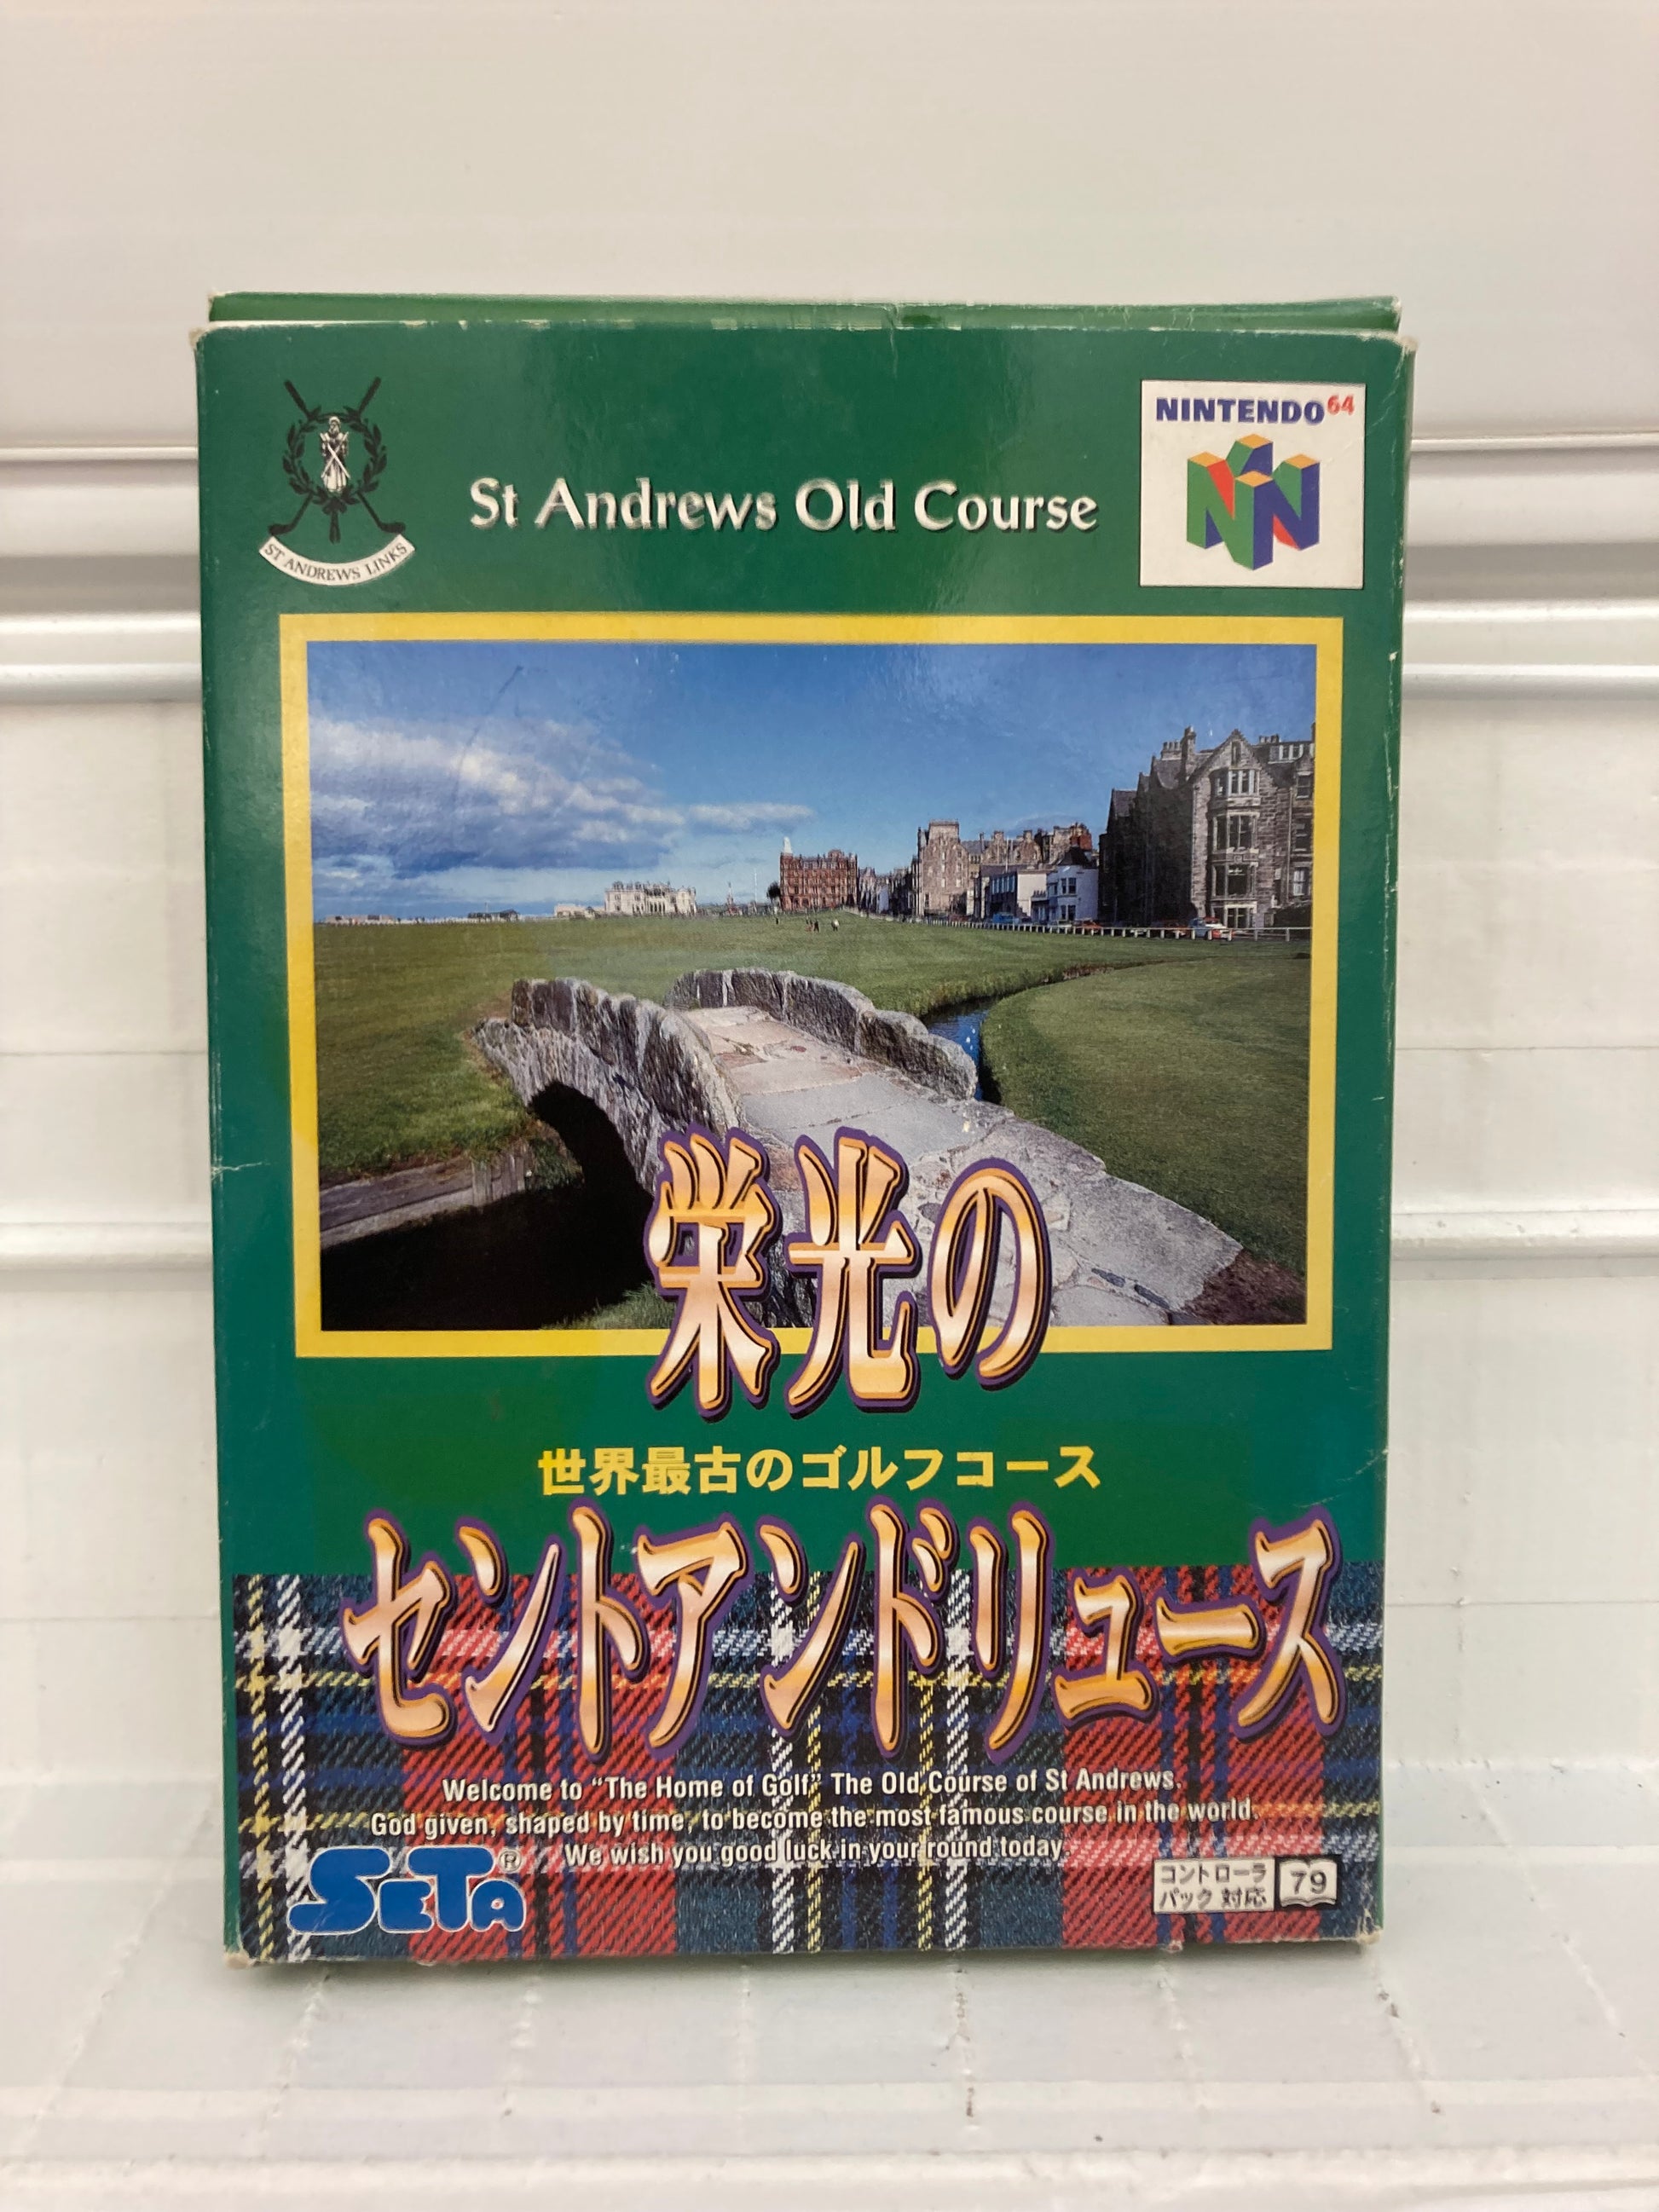 NINTENDO64
St Andrews Old Course
ST ANDREWS LINKS
栄光の
世界最古のゴルフコース
セントアンドリュース
Welcome to “The Home of Golf,” The Old Course of St Andrews.
God given, shaped by time, to become the most famous course in the world.
We wish you good luck in your round today.
SETA®
コントローラ
パック対応
79